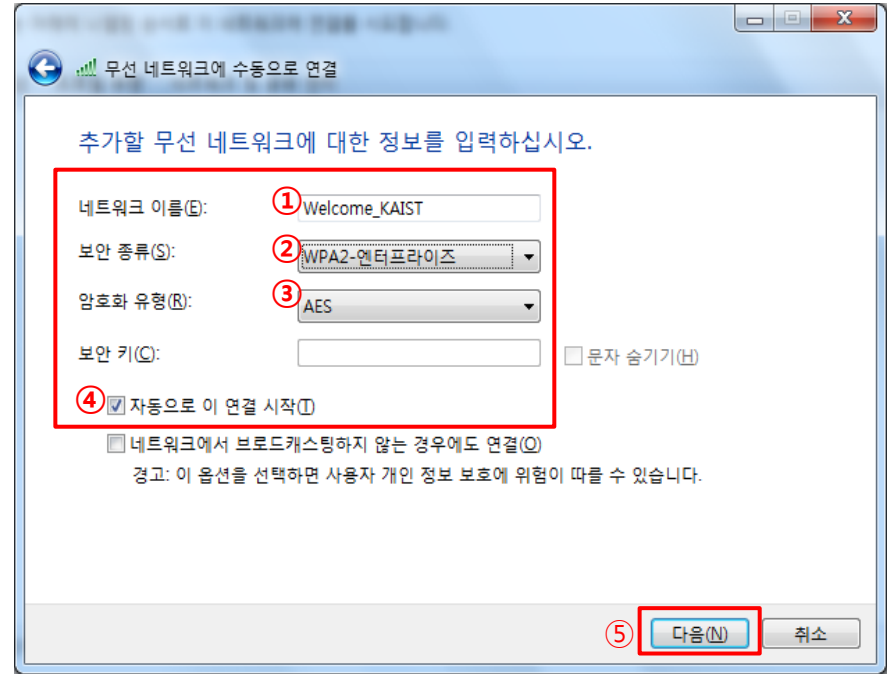 무선 네트워크에 수동으로 연결
추가할 무선 네트워크에 대한 정보를 입력하십시오.
네트워크 이름(E): ① Welcome_KAIST
보안 종류(S): ② WPA2-엔터프라이즈
암호화 유형(R): ③ AES
보안 키(C): 문자 숨기기(H)
④ 자동으로 이 연결 시작(T)
네트워크에서 브로드캐스팅하지 않는 경우에도 연결(O)
경고: 이 옵션을 선택하면 사용자 개인 정보 보호에 위험이 따를 수 있습니다.
⑤ 다음(N) 취소